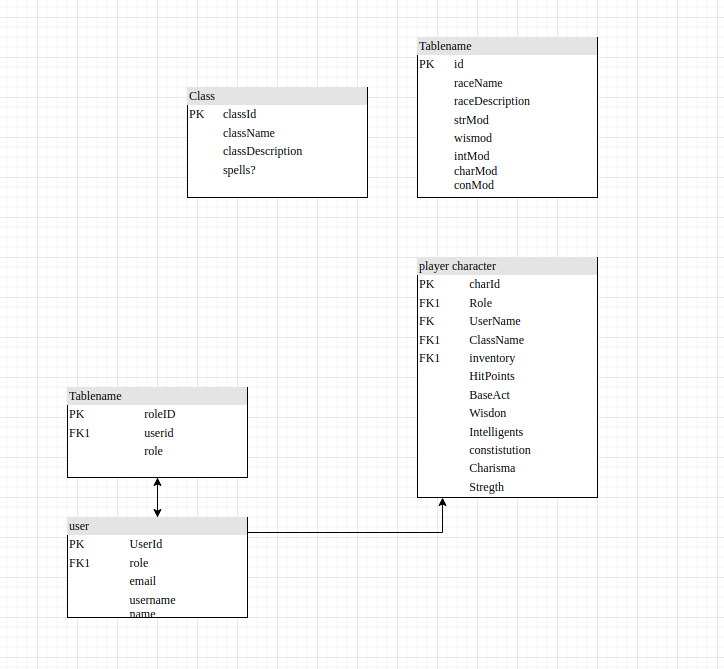 Class
PK classId
className
classDescription
spells?
Tablename
PK id
raceName
raceDescription
strMod
wismod
intMod
charMod
conMod
player character
PK charId
FK1 Role
FK UserName
FK1 ClassName
FK1 inventory
HitPoints
BaseAct
Wisdon
Intelligents
constistution
Charisma
Stregth
Tablename
PK roleID
FK1 userid
role
user
PK UserId
FK1 role
email
username
name